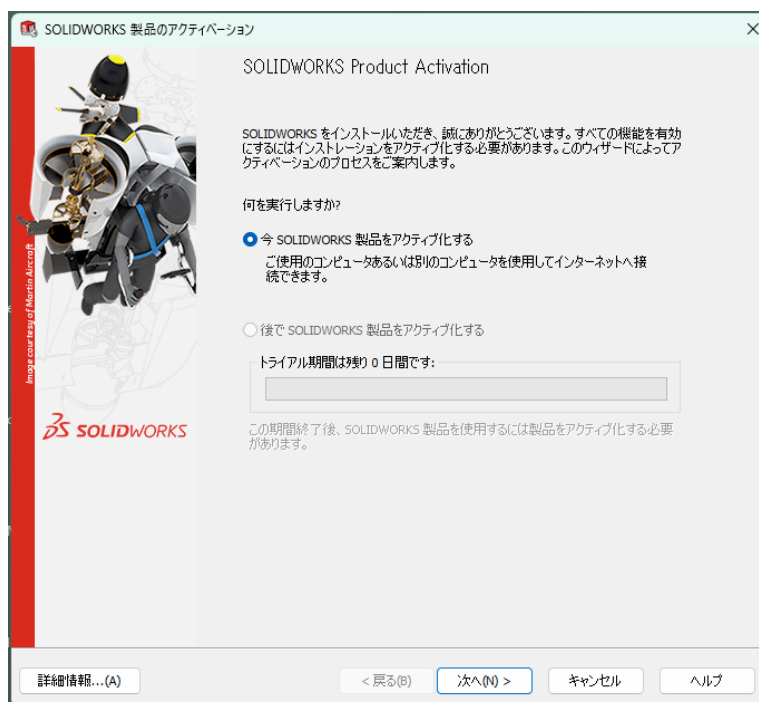 SOLIDWORKS 製品のアクティベーション
SOLIDWORKS Product Activation
SOLIDWORKS をインストールいただき、誠にありがとうございます。すべての機能を有効
にするにはインストレーションをアクティブ化する必要があります。このウィザードによってア
クティベーションのプロセスをご案内します。
何を実行しますか?
今 SOLIDWORKS 製品をアクティブ化する
ご使用のコンピュータあるいは別のコンピュータを使用してインターネットへ接
続できます。
後で SOLIDWORKS 製品をアクティブ化する
トライアル期間は残り 0 日間です:
この期間終了後、SOLIDWORKS 製品を使用するには製品をアクティブ化する必要
があります。
Image courtesy of Martin Aircraft
SOLIDWORKS
詳細情報...(A)
< 戻る(B)
次へ(N) >
キャンセル
ヘルプ